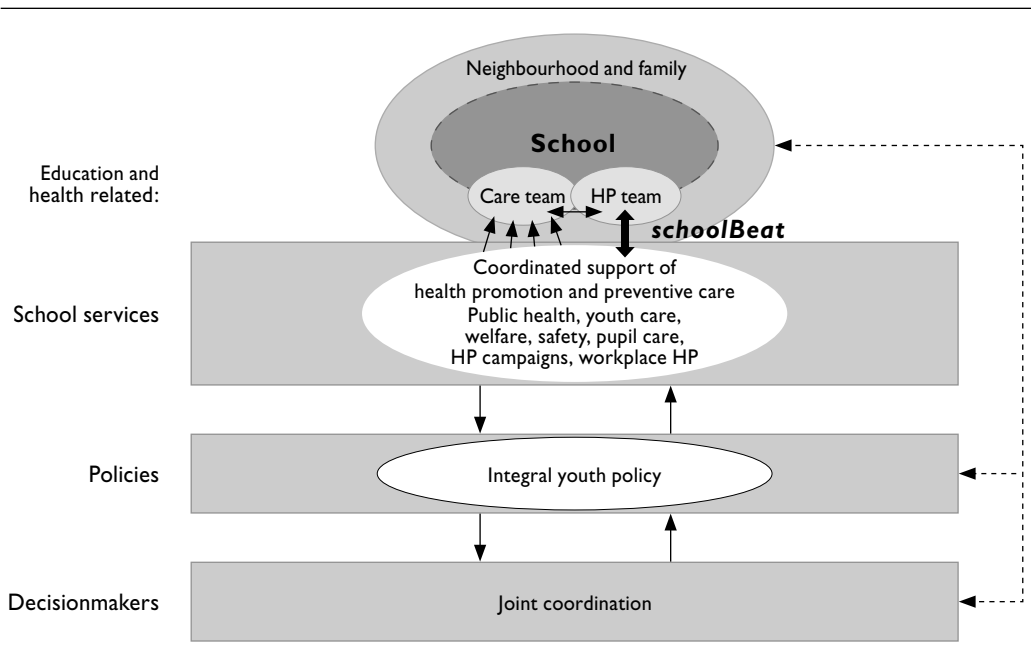 Neighbourhood and family
School
Education and
health related:
Care team
HP team
schoolBeat
School services
Coordinated support of
health promotion and preventive care
Public health, youth care,
welfare, safety, pupil care,
HP campaigns, workplace HP
Policies
Integral youth policy
Decisionmakers
Joint coordination